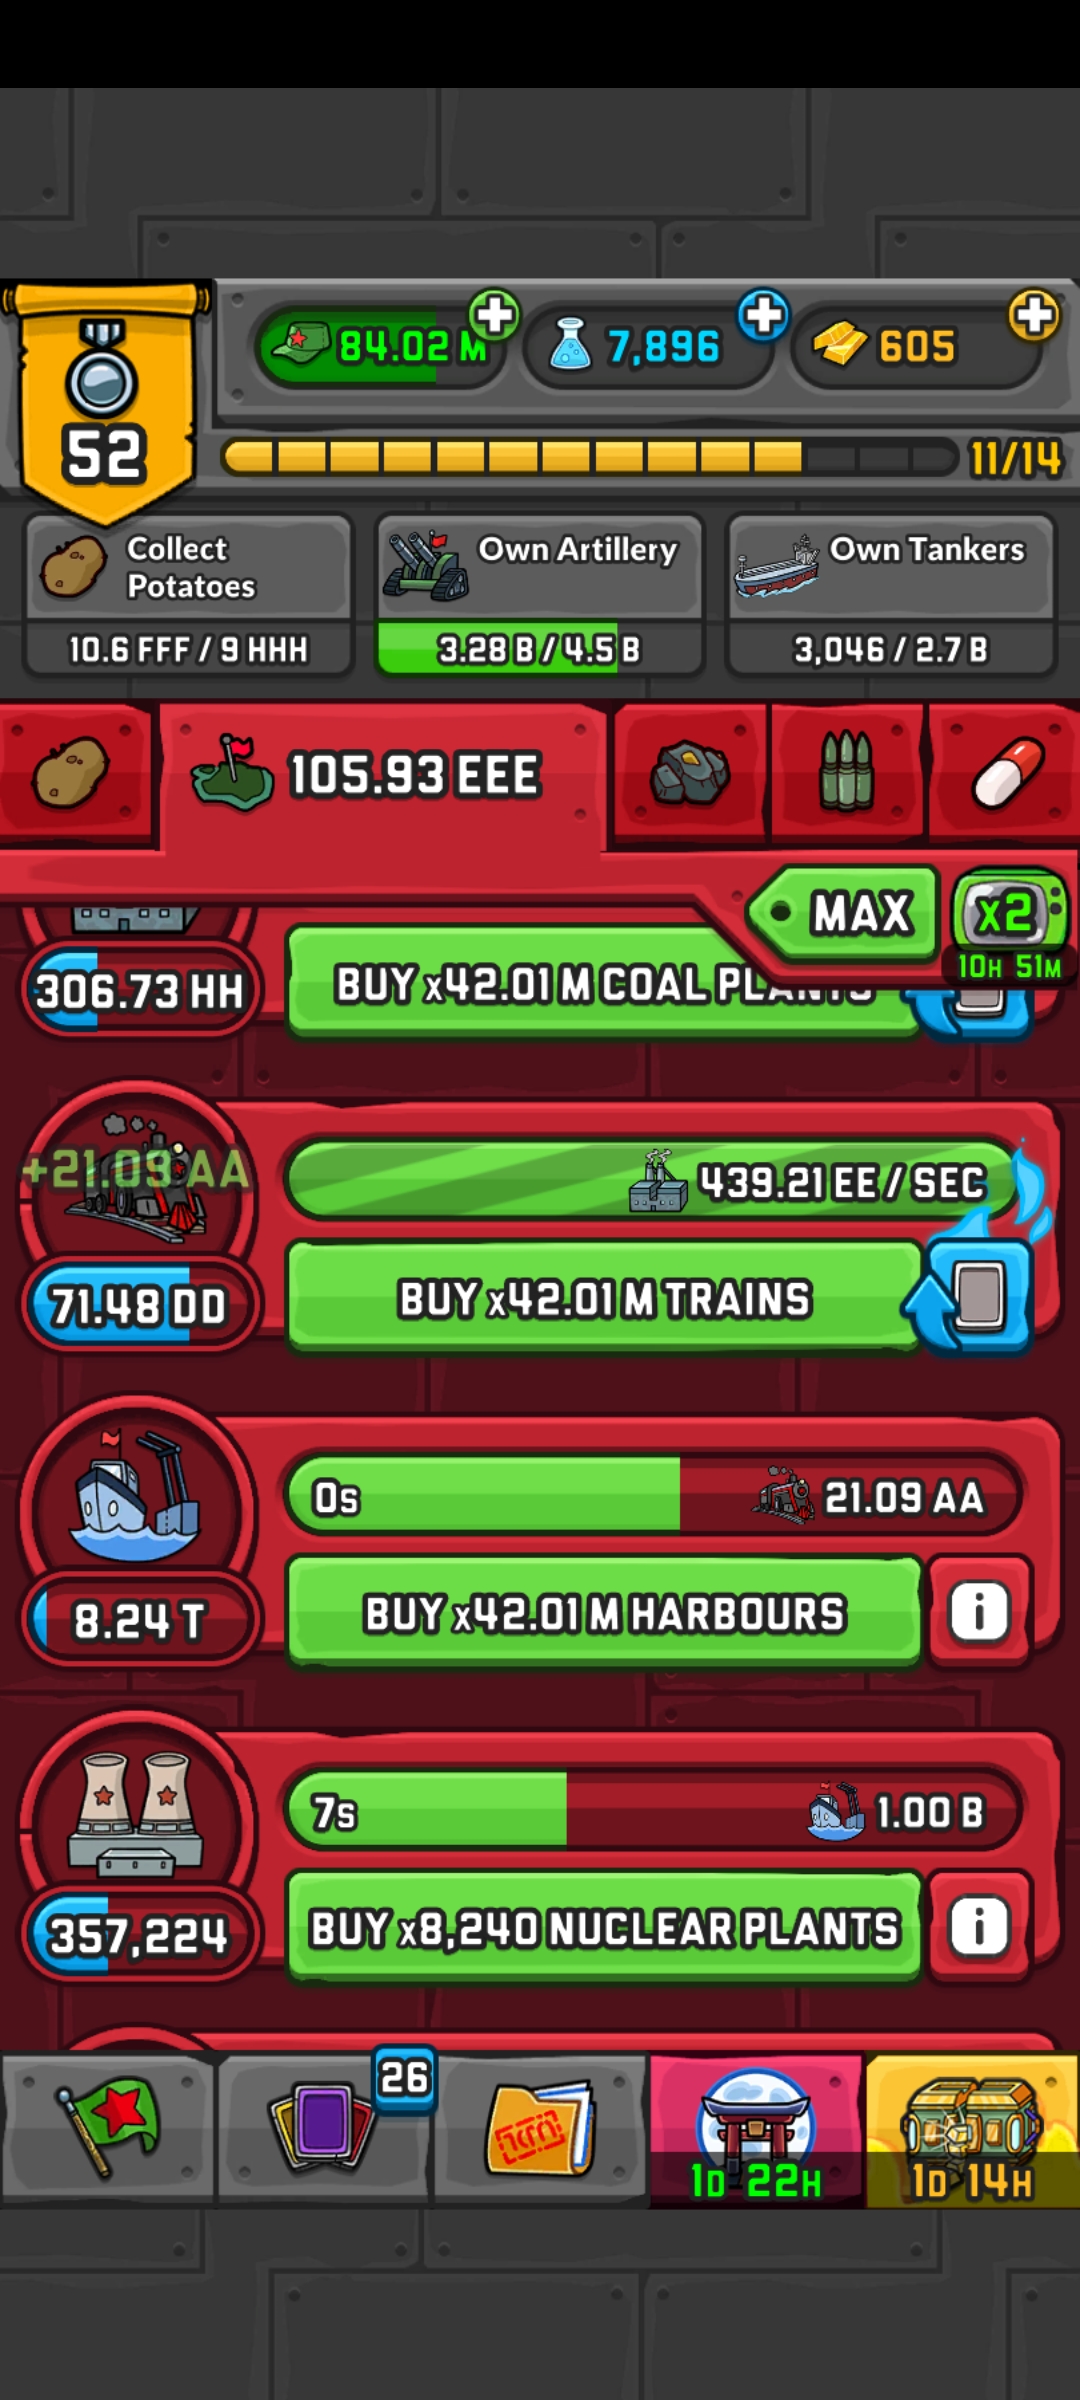 84.02 M
7,896
605
52
11/14
Collect
Potatoes
10.6 FFF / 9 HHH
Own Artillery
3.28 B / 4.5 B
Own Tankers
3,046 / 2.7 B
105.93 EEE
MAX
x2
10H 51M
306.73 HH
BUY x42.01 M COAL PLANTS
+21.09 AA
439.21 EE / SEC
71.48 DD
BUY x42.01 M TRAINS
0s
21.09 AA
8.24 T
BUY x42.01 M HARBOURS
i
7s
1.00 B
357,224
BUY x8,240 NUCLEAR PLANTS
i
26
1D 22H
1D 14H